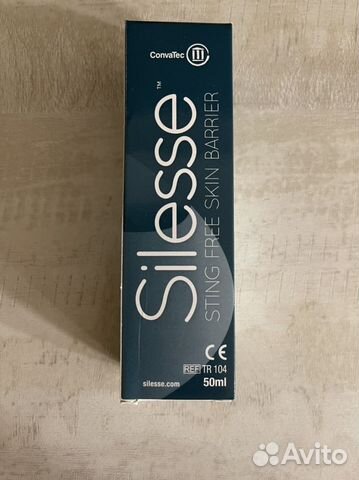 ConvaTec
Silesse™
STING FREE SKIN BARRIER
CE
REF TR 104
silesse.com 50ml
Avito